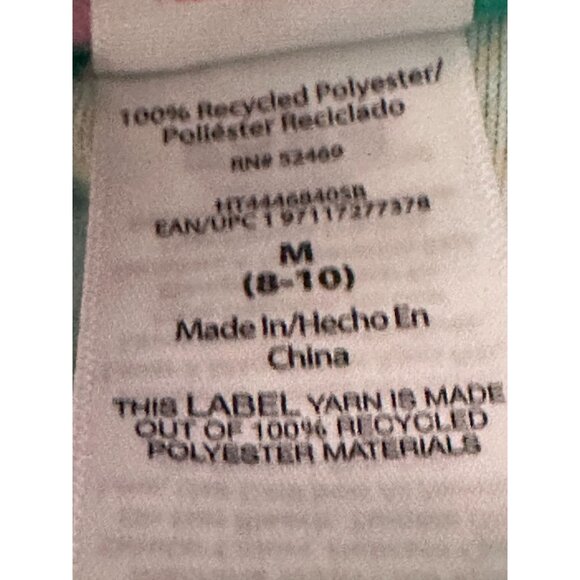 100% Recycled Polyester/
Poliéster Reciclado
RN# 52469
HT4446840SB
EAN/UPC 1 97117277378
M
(8-10)
Made In/Hecho En
China
THIS LABEL YARN IS MADE
OUT OF 100% RECYCLED
POLYESTER MATERIALS